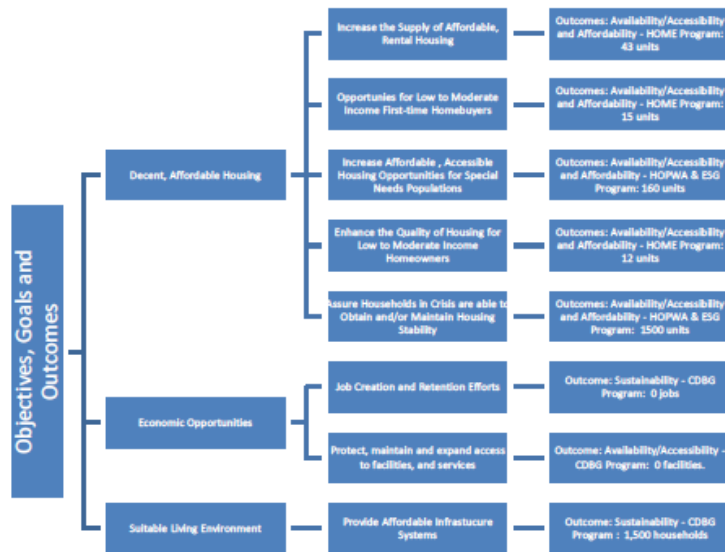 Objectives, Goals and
Outcomes
Decent, Affordable Housing
Increase the Supply of Affordable,
Rental Housing
Outcomes: Availability/Accessibility
and Affordability - HOME Program:
43 units
Opportunies for Low to Moderate
Income First-time Homebuyers
Outcomes: Availability/Accessibility
and Affordability - HOME Program:
15 units
Increase Affordable , Accessible
Housing Opportunities for Special
Needs Populations
Outcomes: Availability/Accessibility
and Affordability - HOPWA & ESG
Program: 160 units
Enhance the Quality of Housing for
Low to Moderate Income
Homeowners
Outcomes: Availability/Accessibility
and Affordability - HOME Program:
12 units
Assure Households in Crisis are able to
Obtain and/or Maintain Housing
Stability
Outcomes: Availability/Accessibility
and Affordability - HOPWA & ESG
Program: 1500 units
Economic Opportunities
Job Creation and Retention Efforts
Outcome: Sustainability - CDBG
Program: 0 jobs
Protect, maintain and expand access
to facilities, and services
Outcome: Availability/Accessibility -
CDBG Program: 0 facilities.
Suitable Living Environment
Provide Affordable Infrastucure
Systems
Outcome: Sustainability - CDBG
Program : 1,500 households